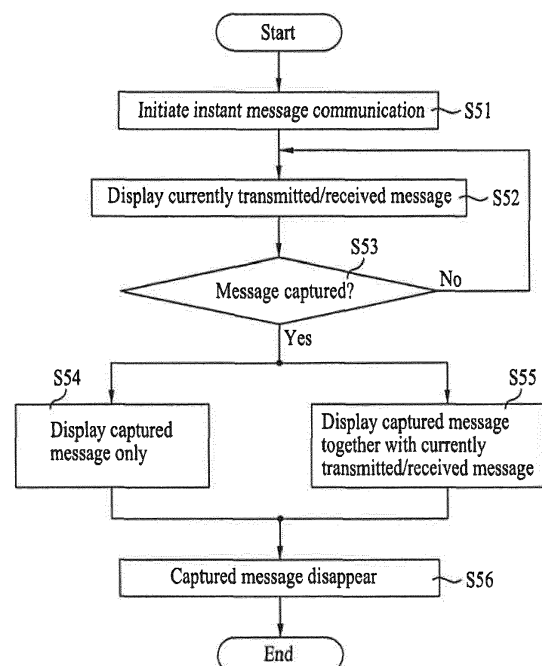 Start
Initiate instant message communication
S51
Display currently transmitted/received message
S52
S53
Message captured?
No
Yes
S54
Display captured
message only
S55
Display captured message
together with currently
transmitted/received message
Captured message disappear
S56
End